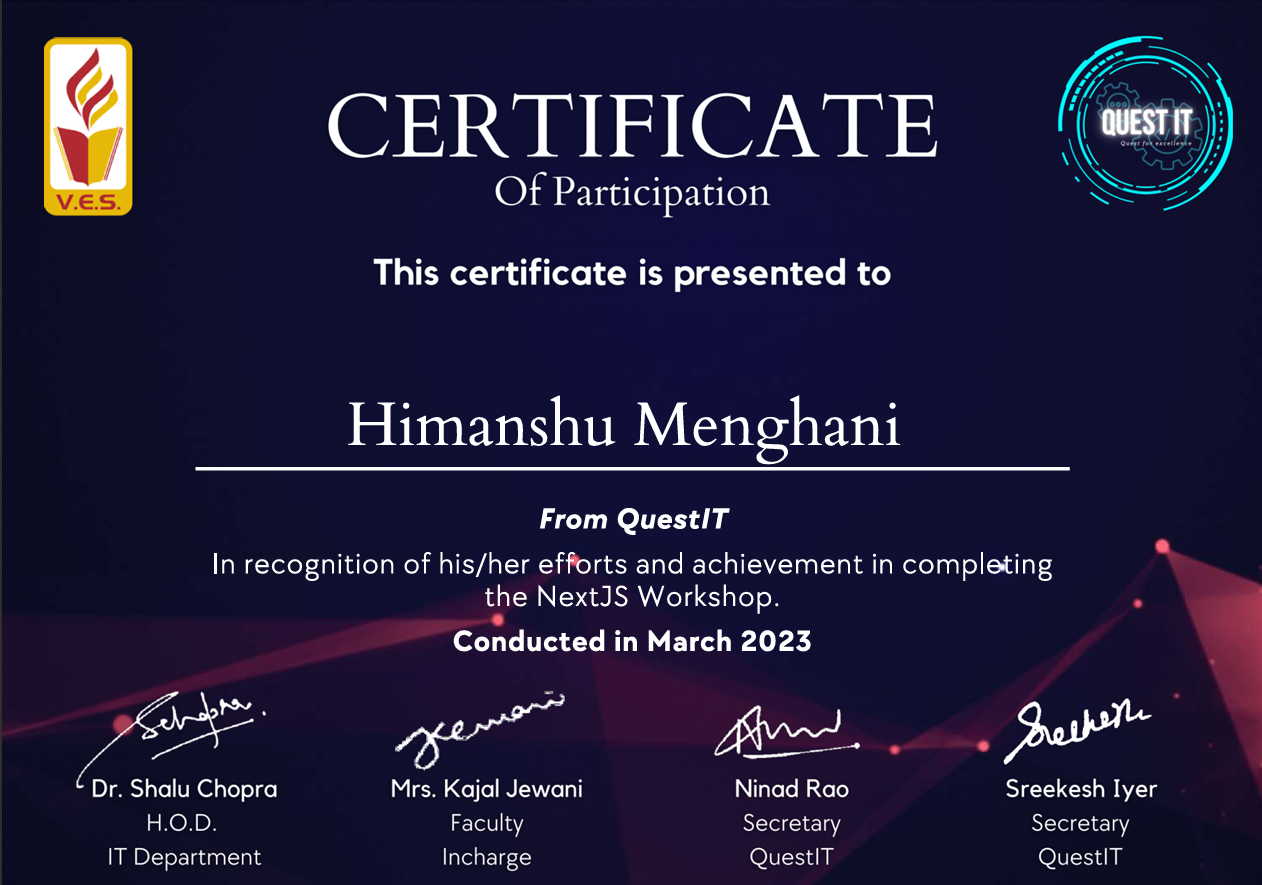 V.E.S.
QUEST IT
Quest for excellence
CERTIFICATE
Of Participation
This certificate is presented to
Himanshu Menghani
From QuestIT
In recognition of his/her efforts and achievement in completing
the NextJS Workshop.
Conducted in March 2023
Schopra.
Dr. Shalu Chopra
H.O.D.
IT Department
Mrs. Kajal Jewani
Faculty
Incharge
Ninad Rao
Secretary
QuestIT
Sreekesh Iyer
Secretary
QuestIT